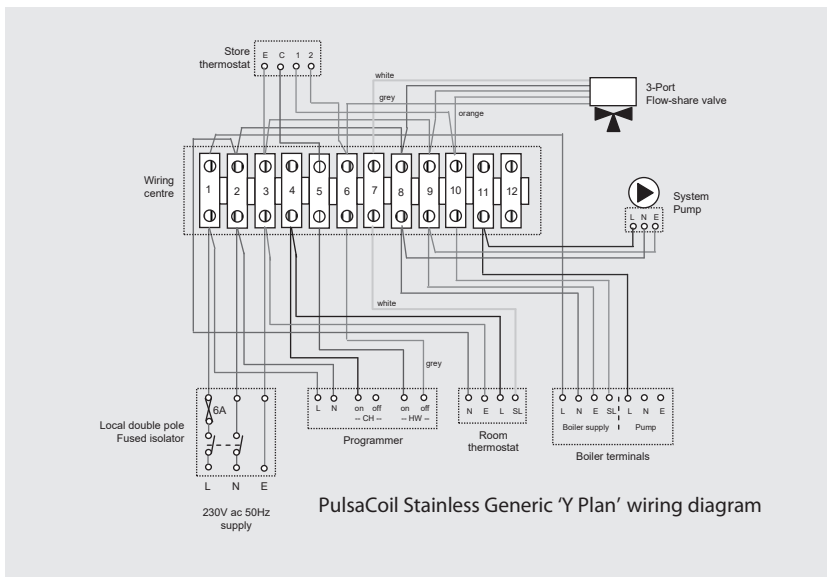 Store
thermostat
E C 1 2
white
grey
orange
3-Port
Flow-share valve
Wiring
centre
1 2 3 4 5 6 7 8 9 10 11 12
System
Pump
L N E
white
grey
6A
Local double pole
Fused isolator
L N E
230V ac 50Hz
supply
L N on off on off
-- CH -- -- HW --
Programmer
N E L SL
Room
thermostat
L N E SL L N E
Boiler supply Pump
Boiler terminals
PulsaCoil Stainless Generic ‘Y Plan’ wiring diagram